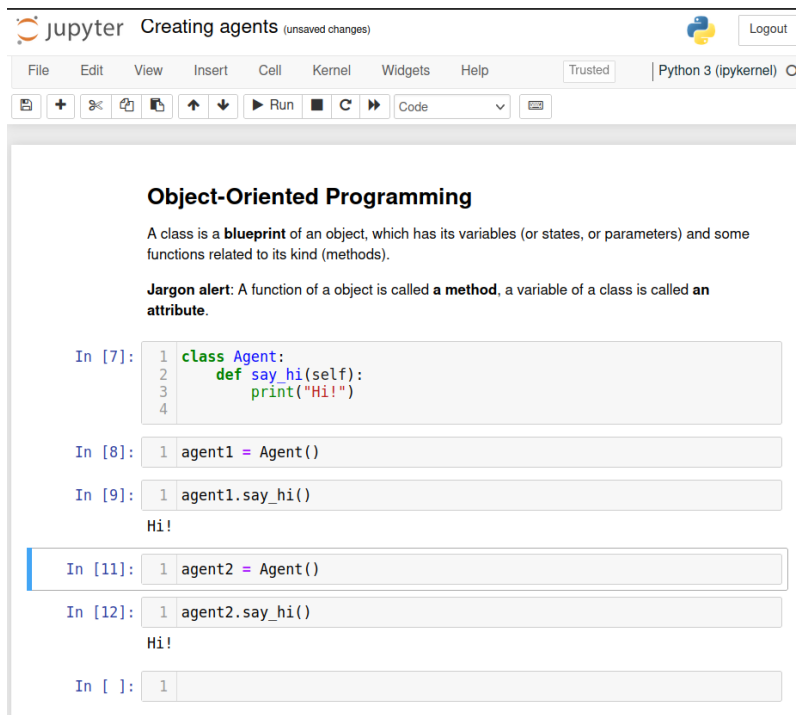 jupyter Creating agents (unsaved changes) Logout
File Edit View Insert Cell Kernel Widgets Help Trusted Python 3 (ipykernel)
Run Code
Object-Oriented Programming
A class is a blueprint of an object, which has its variables (or states, or parameters) and some
functions related to its kind (methods).
Jargon alert: A function of a object is called a method, a variable of a class is called an
attribute.
In [7]: 1 class Agent:
2     def say_hi(self):
3         print("Hi!")
4
In [8]: 1 agent1 = Agent()
In [9]: 1 agent1.say_hi()
Hi!
In [11]: 1 agent2 = Agent()
In [12]: 1 agent2.say_hi()
Hi!
In [ ]: 1